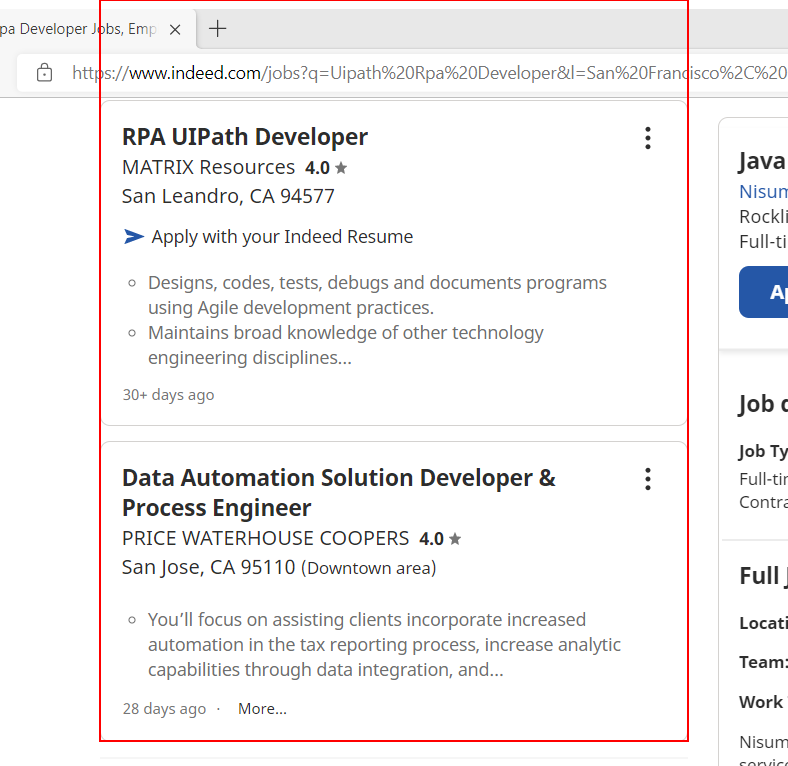 pa Developer Jobs, Emp
https://www.indeed.com/jobs?q=Uipath%20Rpa%20Developer&l=San%20Francisco%2C%20
RPA UIPath Developer
MATRIX Resources 4.0
San Leandro, CA 94577
Apply with your Indeed Resume
Designs, codes, tests, debugs and documents programs
using Agile development practices.
Maintains broad knowledge of other technology
engineering disciplines...
30+ days ago
Data Automation Solution Developer &
Process Engineer
PRICE WATERHOUSE COOPERS 4.0
San Jose, CA 95110 (Downtown area)
You’ll focus on assisting clients incorporate increased
automation in the tax reporting process, increase analytic
capabilities through data integration, and...
28 days ago · More...
Java
Nisum
Rockli
Full-ti
Ap
Job d
Job Ty
Full-tin
Contra
Full J
Locati
Team:
Work
Nisum
service